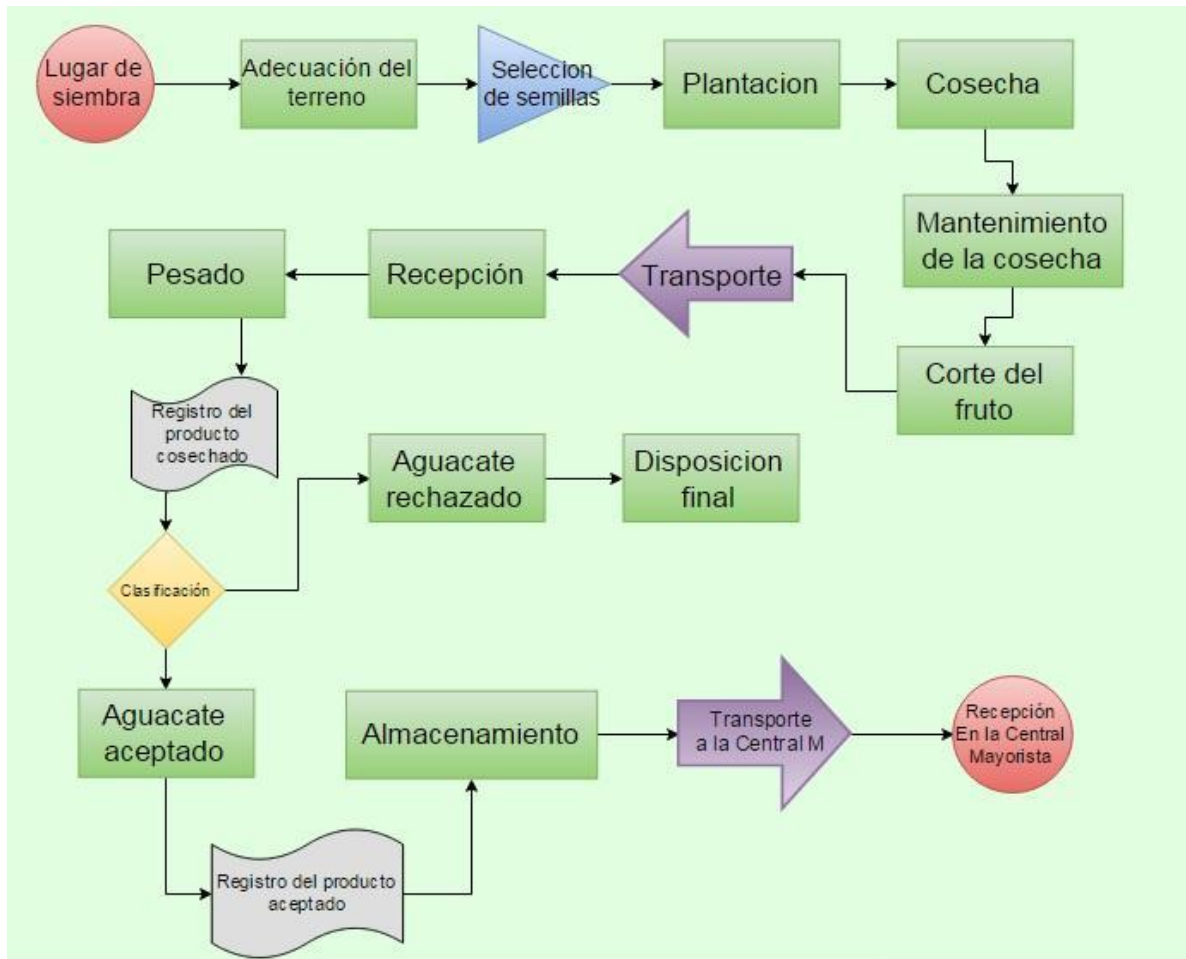 Lugar de
siembra
Adecuación del
terreno
Seleccion
de semillas
Plantacion
Cosecha
Mantenimiento
de la cosecha
Corte del
fruto
Transporte
Recepción
Pesado
Registro del
producto
cosechado
Clasificación
Aguacate
rechazado
Disposicion
final
Aguacate
aceptado
Registro del producto
aceptado
Almacenamiento
Transporte
a la Central M
Recepción
En la Central
Mayorista